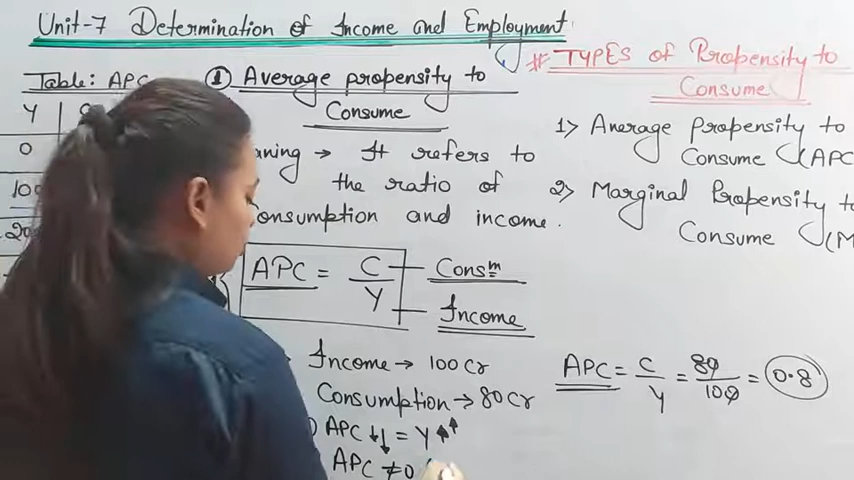 Unit-7 Determination of Income and Employment
# TYPES of Propensity to
Consume
1> Average Propensity to
Consume (APC
2> Marginal Propensity to
Consume (M
Table: APC
Y
0
100
① Average propensity to
Consume
aning → It refers to
the ratio of
onsumption and income.
APC = C/Y
Consm
Income
Income → 100 Cr
Consumption → 80 Cr
APC ↓↓ = Y ↑↑
APC ≠ 0
APC = C/Y = 80/100 = 0.8